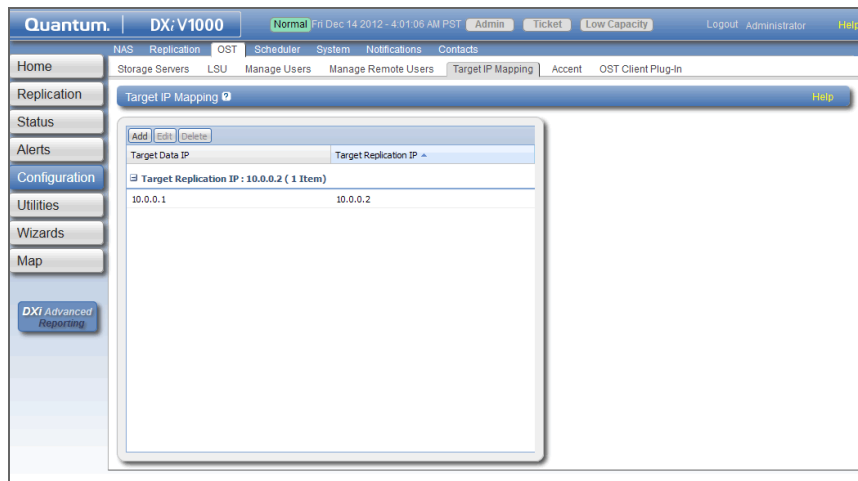 Quantum. DXi V1000 Normal Fri Dec 14 2012 - 4:01:06 AM PST Admin Ticket Low Capacity Logout Administrator Help
NAS Replication OST Scheduler System Notifications Contacts
Storage Servers LSU Manage Users Manage Remote Users Target IP Mapping Accent OST Client Plug-In
Home
Replication
Status
Alerts
Configuration
Utilities
Wizards
Map
DXi Advanced
Reporting
Target IP Mapping ? Help
Add Edit Delete
Target Data IP Target Replication IP
Target Replication IP : 10.0.0.2 ( 1 Item)
10.0.0.1 10.0.0.2